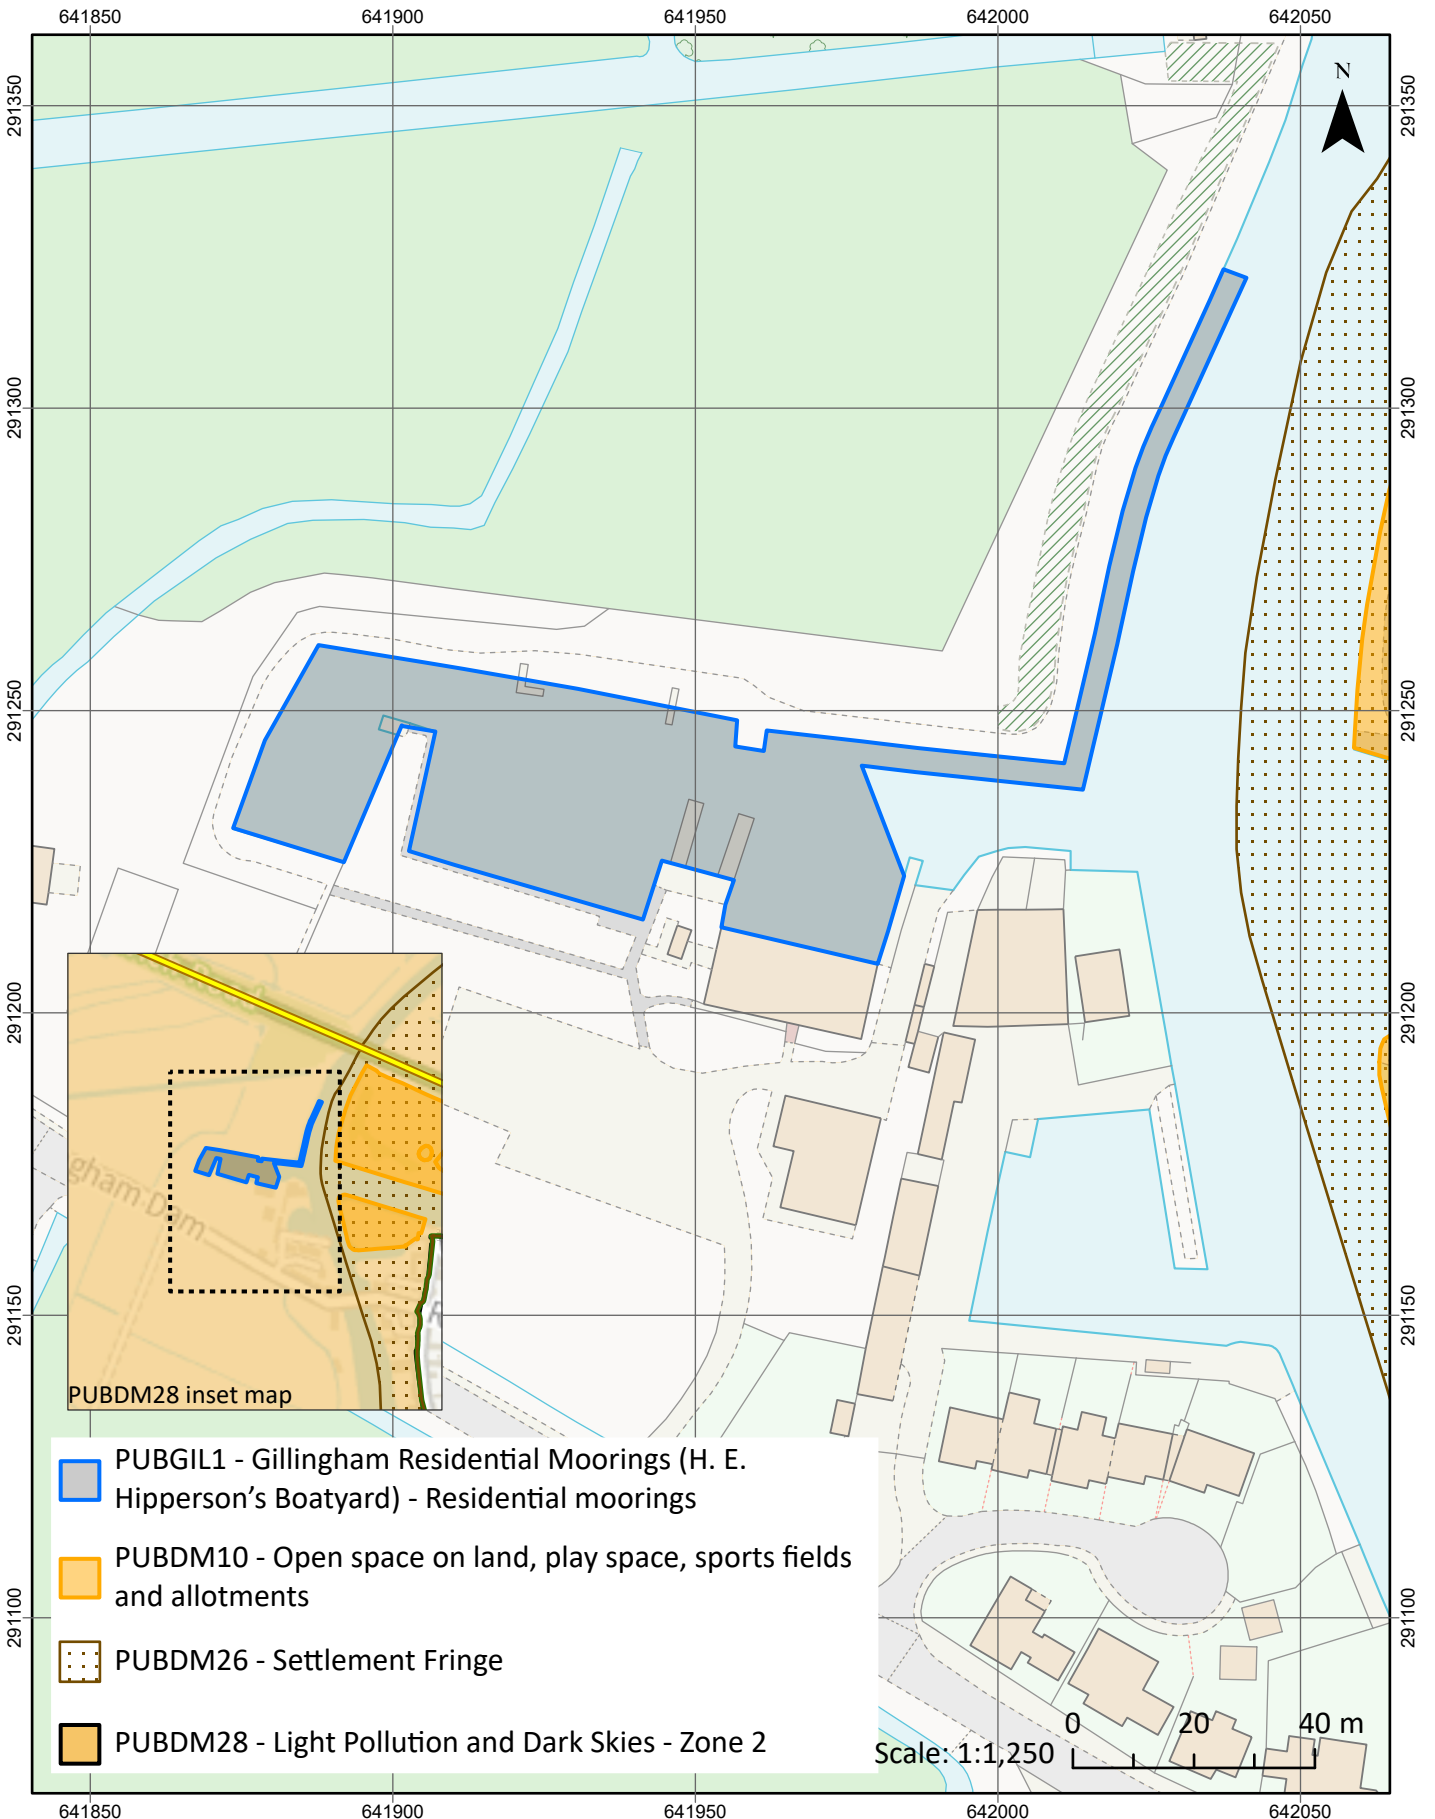 641850 641900 641950 642000 642050
N
291350 291350
291300 291300
291250 291250
291200 291200
gham Dam
291150 291150
PUBDM28 inset map
PUBGIL1 - Gillingham Residential Moorings (H. E.
Hipperson’s Boatyard) - Residential moorings
PUBDM10 - Open space on land, play space, sports fields
and allotments
291100 291100
PUBDM26 - Settlement Fringe
PUBDM28 - Light Pollution and Dark Skies - Zone 2
0 20 40 m
Scale: 1:1,250
641850 641900 641950 642000 642050